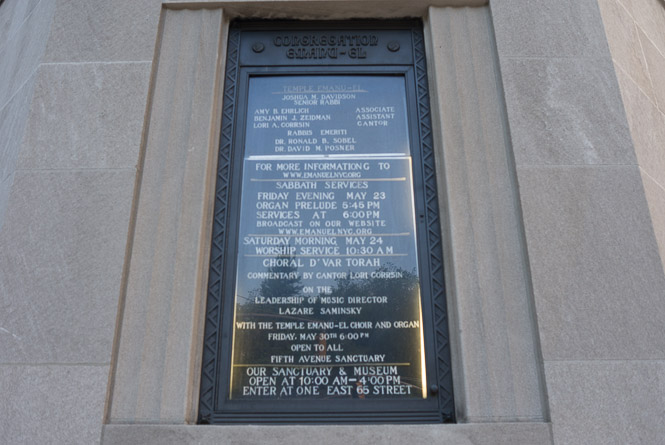 CONGREGATION
EMANU-EL
TEMPLE EMANU-EL
JOSHUA M. DAVIDSON
SENIOR RABBI
AMY B. EHRLICH ASSOCIATE
BENJAMIN J. ZEIDMAN ASSISTANT
LORI A. CORRSIN CANTOR
RABBIS EMERITI
DR. RONALD B. SOBEL
DR. DAVID M. POSNER
FOR MORE INFORMATIONG TO
WWW.EMANUELNYC.ORG
SABBATH SERVICES
FRIDAY EVENING MAY 23
ORGAN PRELUDE 5:45 PM
SERVICES AT 6:00 PM
BROADCAST ON OUR WEBSITE
WWW.EMANUELNYC.ORG
SATURDAY MORNING MAY 24
WORSHIP SERVICE 10:30 A.M
CHORAL D'VAR TORAH
COMMENTARY BY CANTOR LORI CORRSIN
ON THE
LEADERSHIP OF MUSIC DIRECTOR
LAZARE SAMINSKY
WITH THE TEMPLE EMANU-EL CHOIR AND ORGAN
FRIDAY, MAY 30TH 6:00 PM
OPEN TO ALL
FIFTH AVENUE SANCTUARY
OUR SANCTUARY & MUSEUM
OPEN AT 10:00 AM-4:00 PM
ENTER AT ONE EAST 65 STREET